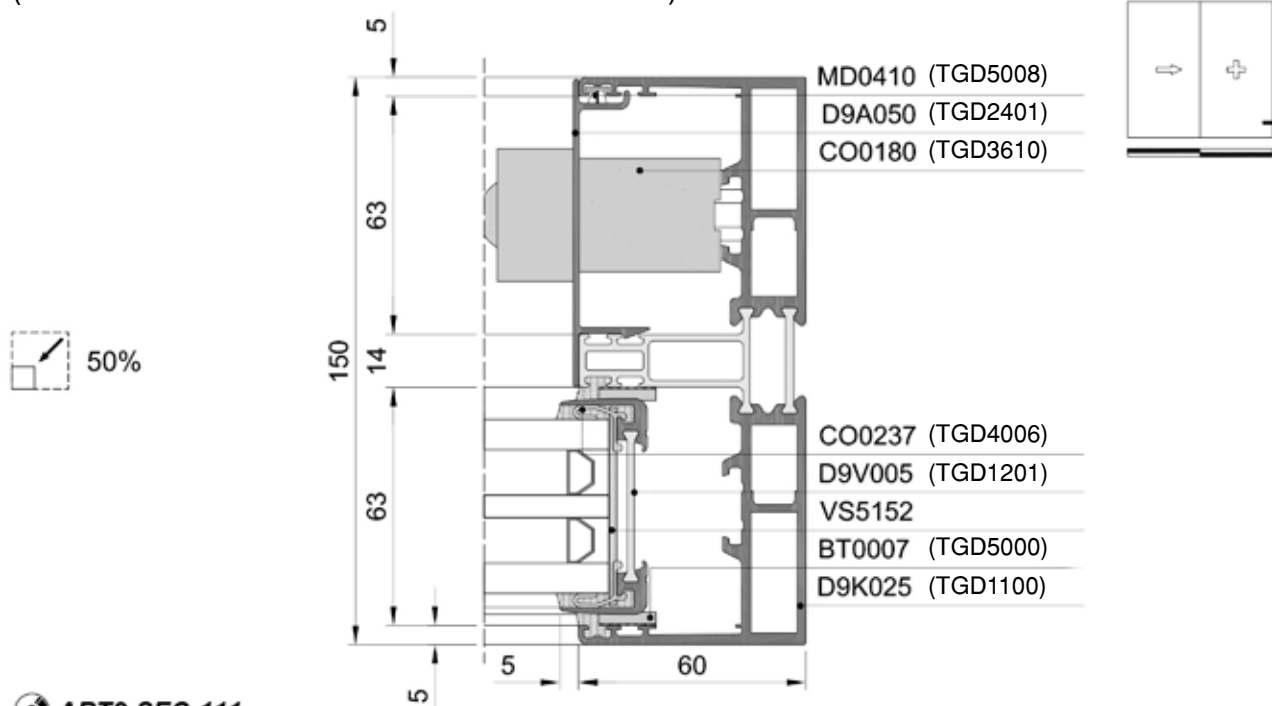 5
MD0410 (TGD5008)
D9A050 (TGD2401)
CO0180 (TGD3610)
63
150
14
50%
CO0237 (TGD4006)
D9V005 (TGD1201)
VS5152
63
BT0007 (TGD5000)
D9K025 (TGD1100)
5
60
5